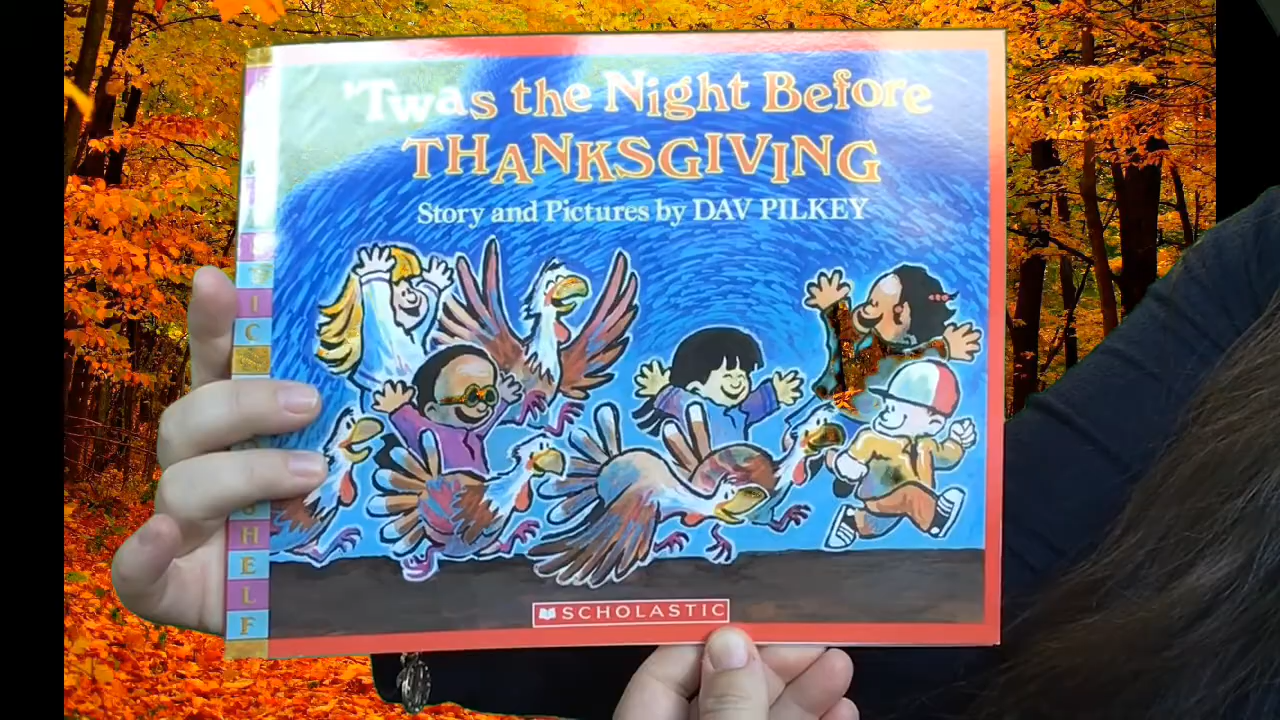 'Twas the Night Before
THANKSGIVING
Story and Pictures by DAV PILKEY
I
C
H
E
L
F
SCHOLASTIC